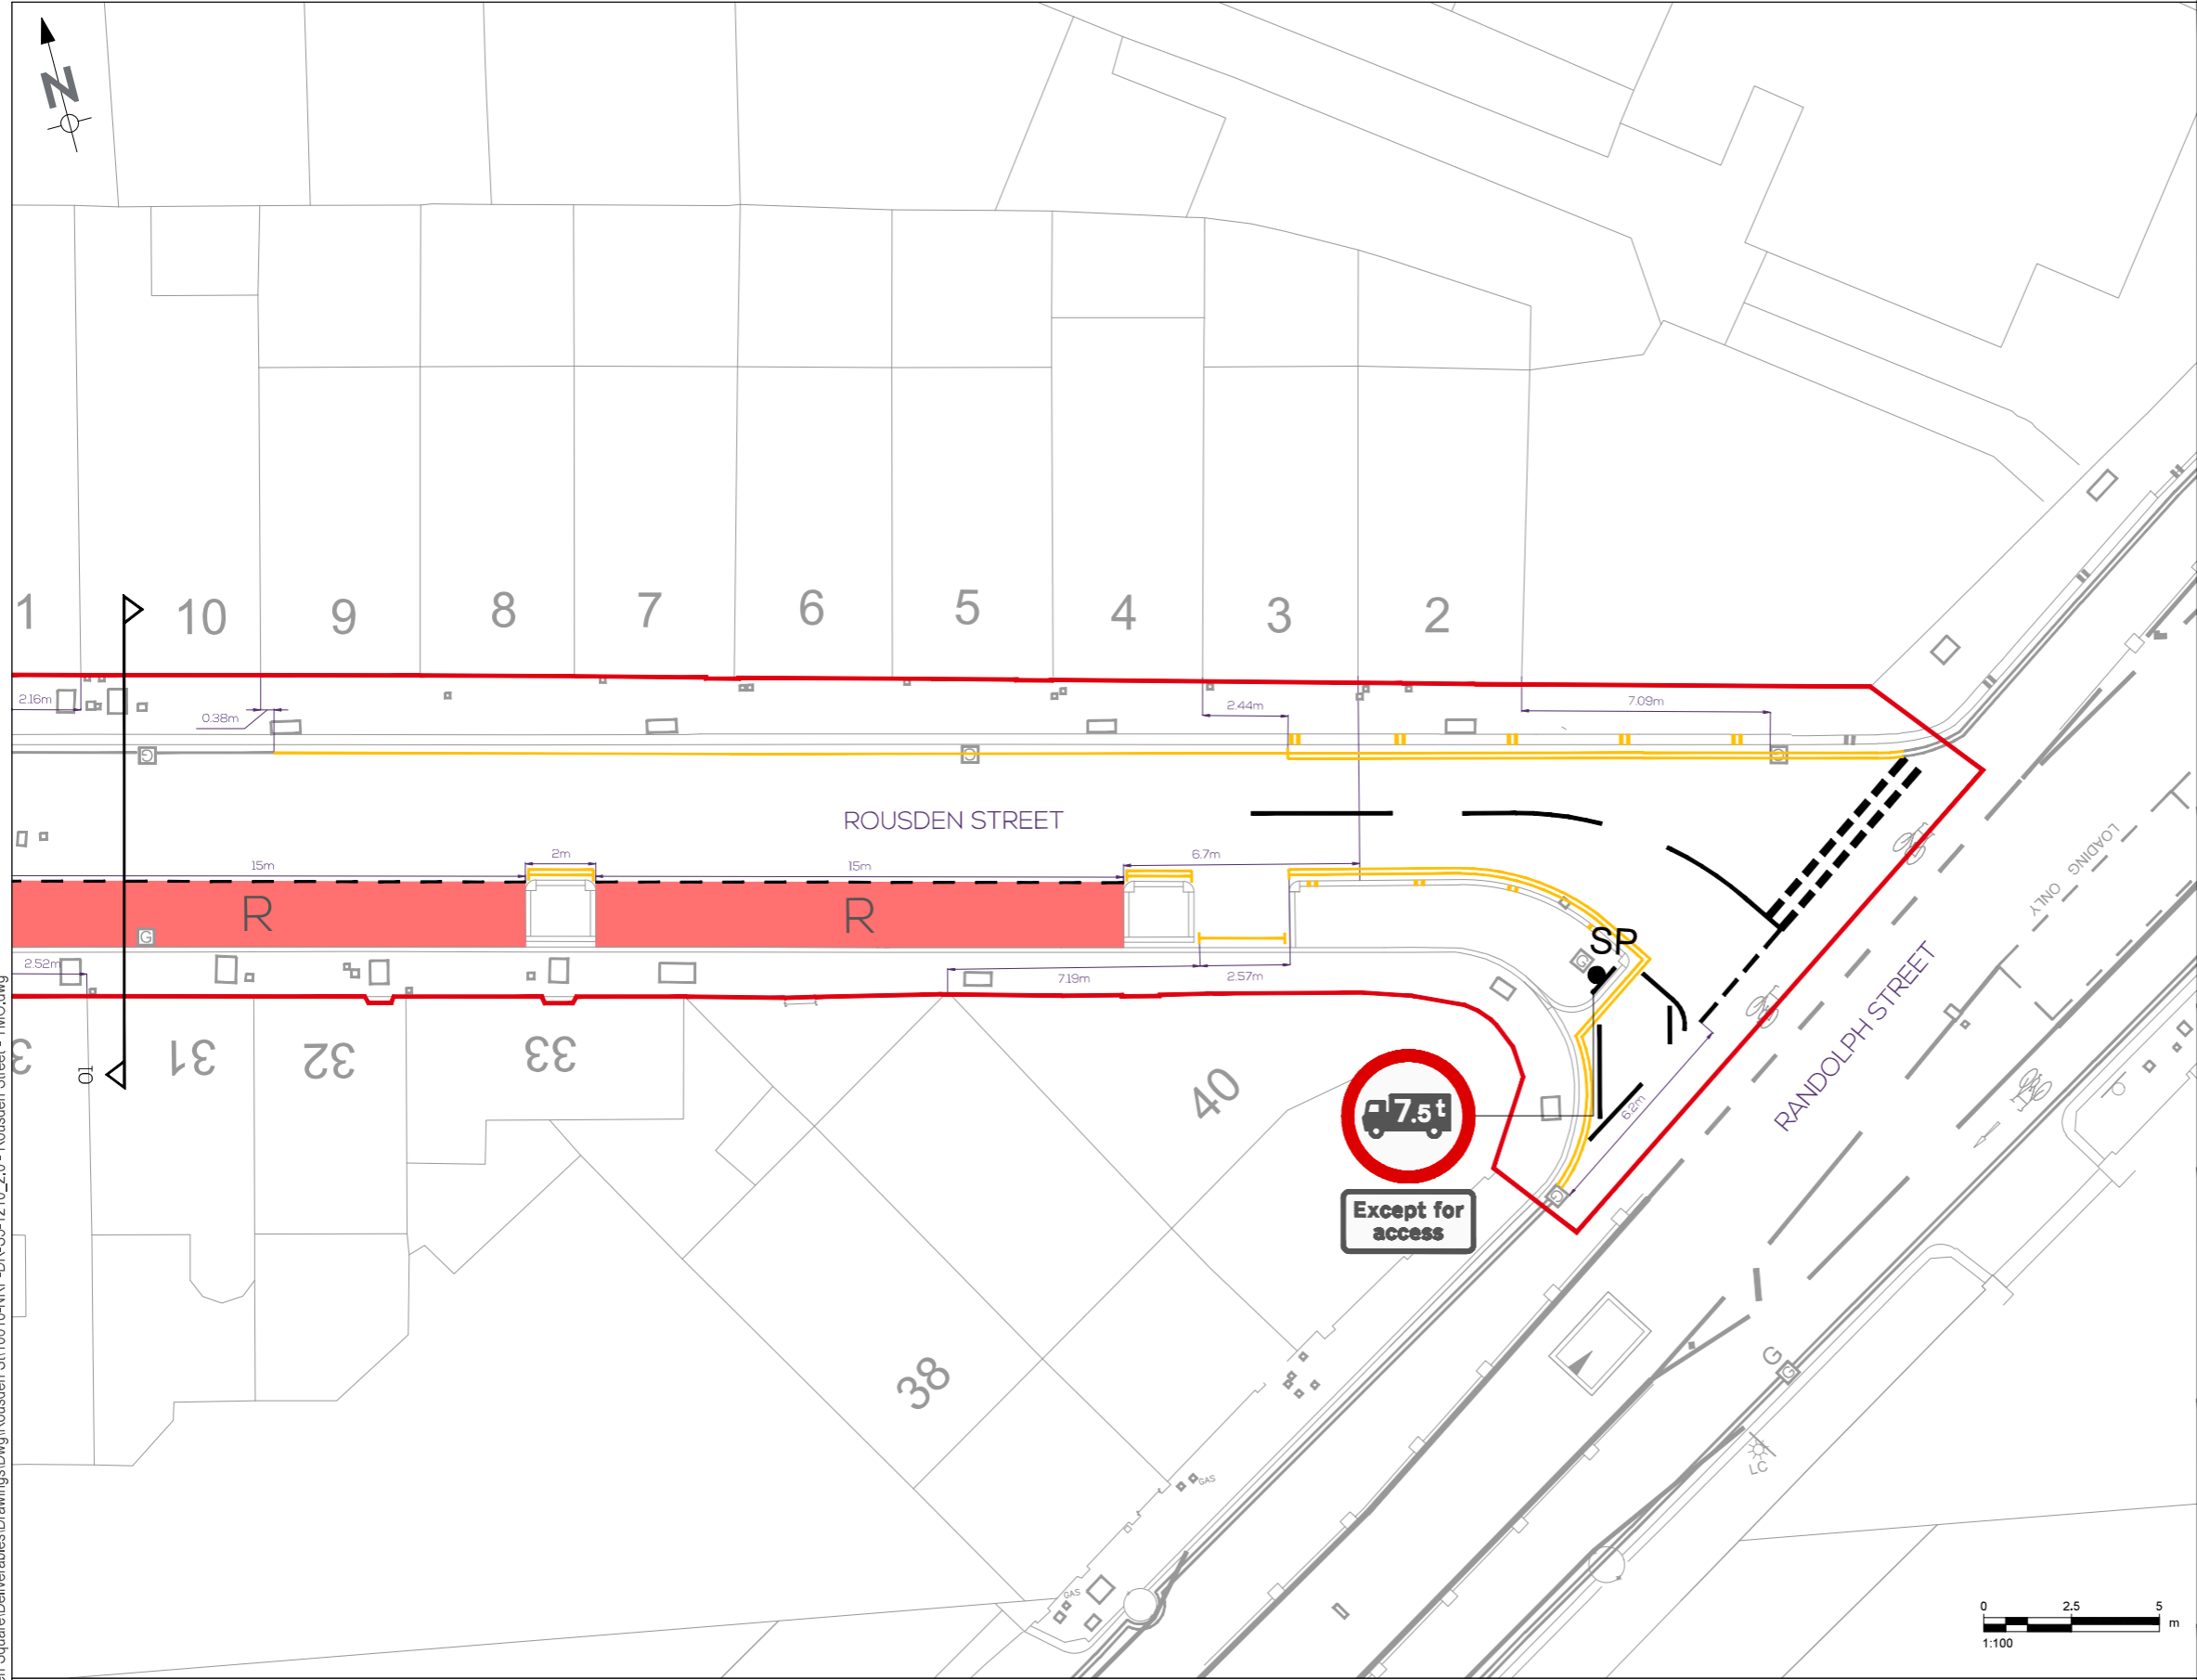 N
1
10
9
8
7
6
5
4
3
2
2.16m
0.38m
2.44m
7.09m
ROUSDEN STREET
15m
2m
15m
6.7m
R
R
G
G
G
G
G
SP
LOADING ONLY
2.52m
7.19m
2.57m
RANDOLPH STREET
01
3
31
32
33
40
7.5t
6.2m
G
Except for
access
38
G
G
LC
GAS
GAS
0 2.5 5
m
1:100